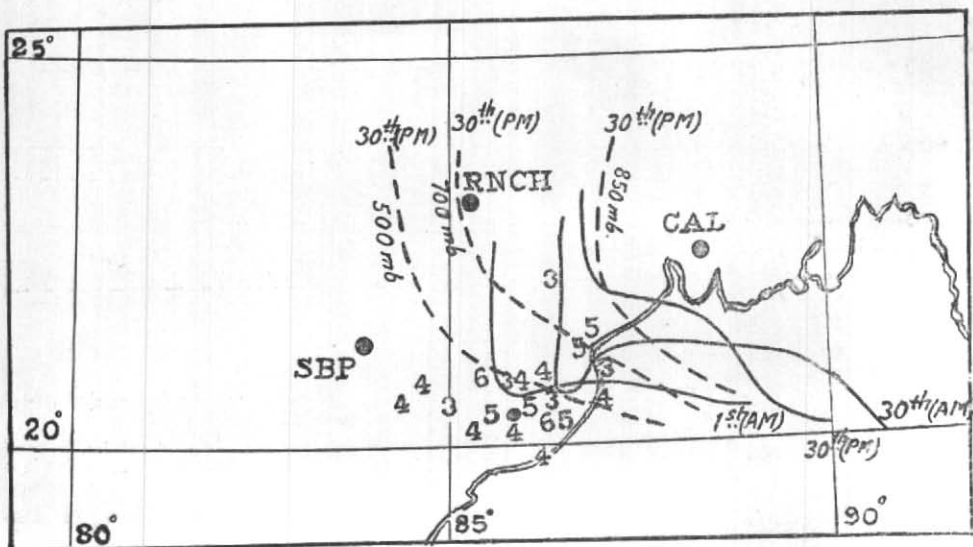 25°
30th(PM) 30th(PM) 30th(PM)
850 mb
700 mb
RNCH
500 mb
CAL
3
5
5
SBP
4
6 3 4 4 3
4 3 5 3 4
5 6 5
4 4
4
1st(AM)
30th(AM)
30th(PM)
20°
80°
85°
90°